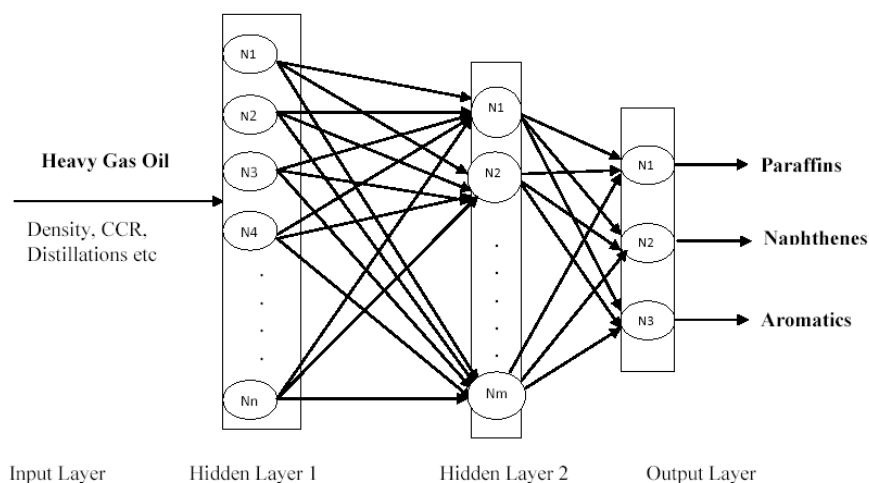 Heavy Gas Oil
Density, CCR,
Distillations etc
N1
N2
N3
N4
Nn
N1
N2
Nm
N1
N2
N3
Paraffins
Naphthenes
Aromatics
Input Layer
Hidden Layer 1
Hidden Layer 2
Output Layer